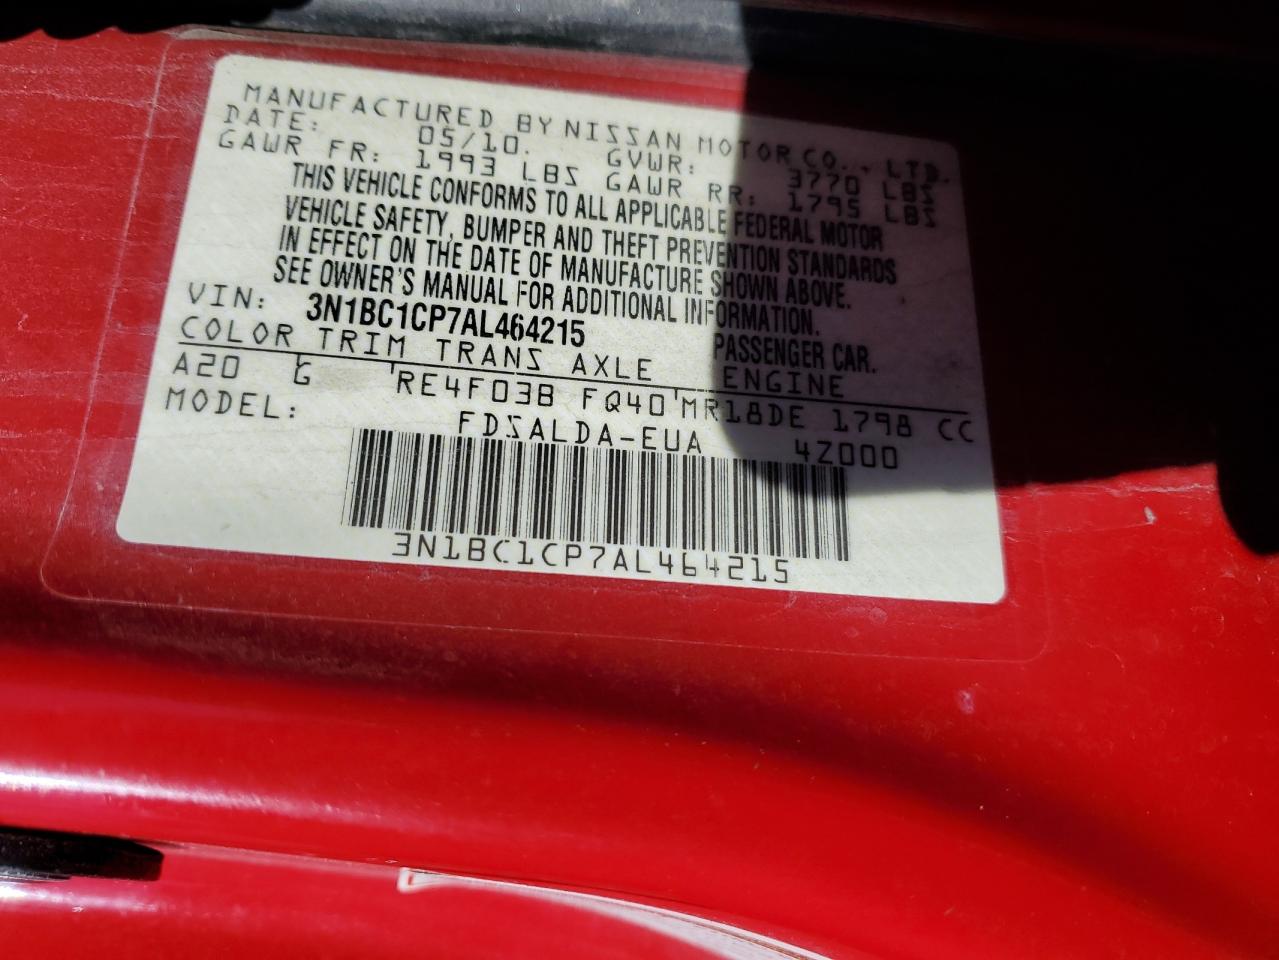 MANUFACTURED BY NISSAN MOTOR CO., LTD.
DATE: 05/10. GVWR: 3770 LBS
GAWR FR: 1993 LBS GAWR RR: 1795 LBS
THIS VEHICLE CONFORMS TO ALL APPLICABLE FEDERAL MOTOR
VEHICLE SAFETY, BUMPER AND THEFT PREVENTION STANDARDS
IN EFFECT ON THE DATE OF MANUFACTURE SHOWN ABOVE.
SEE OWNER'S MANUAL FOR ADDITIONAL INFORMATION.
VIN: 3N1BC1CP7AL464215 PASSENGER CAR.
COLOR TRIM TRANS AXLE ENGINE
A20 G RE4F03B FQ40 MR18DE 1798 CC
MODEL: FDSALDA-EUA 4Z000
3N1BC1CP7AL464215